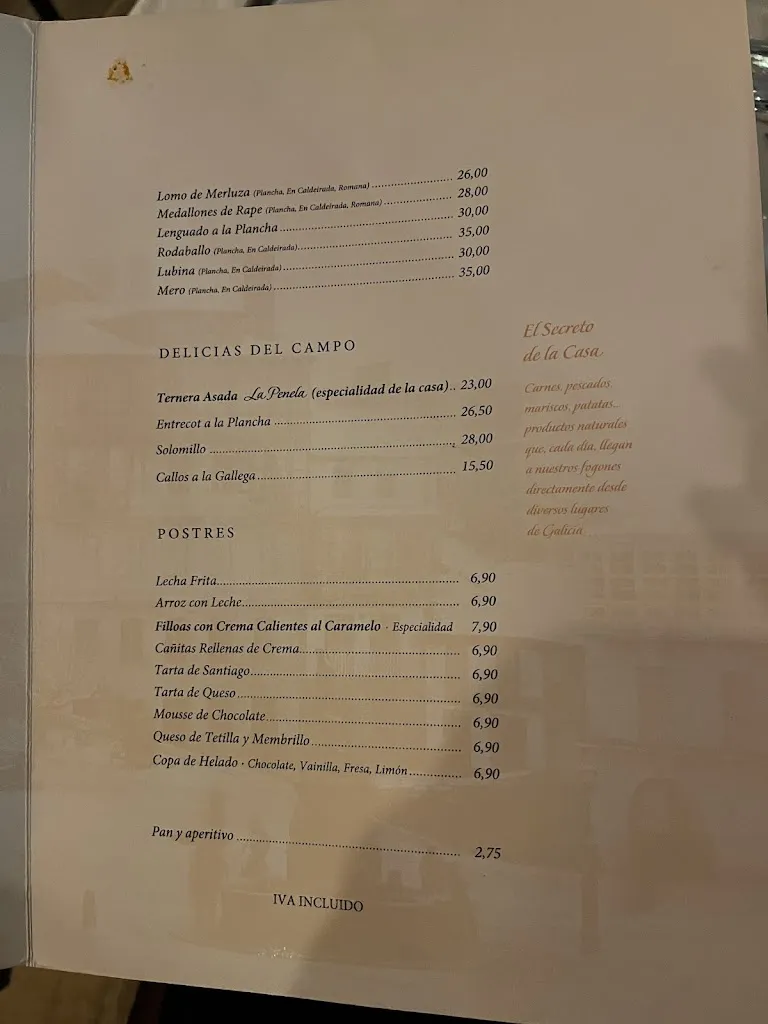 Lomo de Merluza (Plancha, En Caldeirada, Romana) 26,00
Medallones de Rape (Plancha, En Caldeirada, Romana) 28,00
Lenguado a la Plancha 30,00
Rodaballo (Plancha, En Caldeirada) 35,00
Lubina (Plancha, En Caldeirada) 30,00
Mero (Plancha, En Caldeirada) 35,00
DELICIAS DEL CAMPO
Ternera Asada La Penela (especialidad de la casa).. 23,00
Entrecot a la Plancha 26,50
Solomillo 28,00
Callos a la Gallega 15,50
El Secreto
de la Casa
Carnes, pescados,
mariscos, patatas...
productos naturales
que, cada día, llegan
a nuestros fogones
directamente desde
diversos lugares
de Galicia
POSTRES
Lecha Frita 6,90
Arroz con Leche 6,90
Filloas con Crema Calientes al Caramelo · Especialidad 7,90
Cañitas Rellenas de Crema 6,90
Tarta de Santiago 6,90
Tarta de Queso 6,90
Mousse de Chocolate 6,90
Queso de Tetilla y Membrillo 6,90
Copa de Helado · Chocolate, Vainilla, Fresa, Limón 6,90
Pan y aperitivo 2,75
IVA INCLUIDO